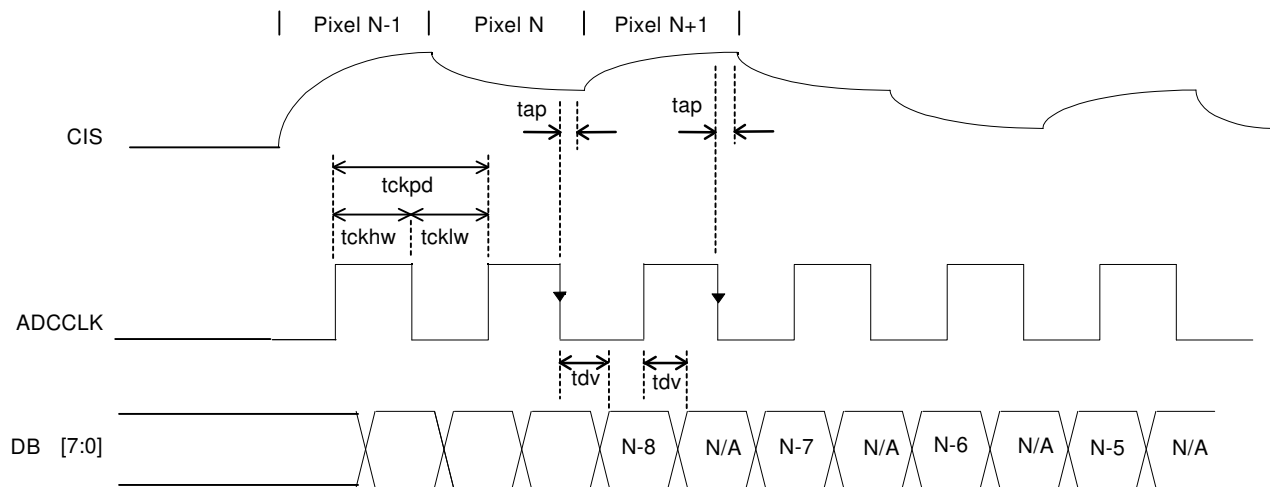 Pixel N-1 Pixel N Pixel N+1
tap tap
CIS
tckpd
tckhw tcklw
ADCCLK
tdv tdv
DB [7:0] N-8 N/A N-7 N/A N-6 N/A N-5 N/A